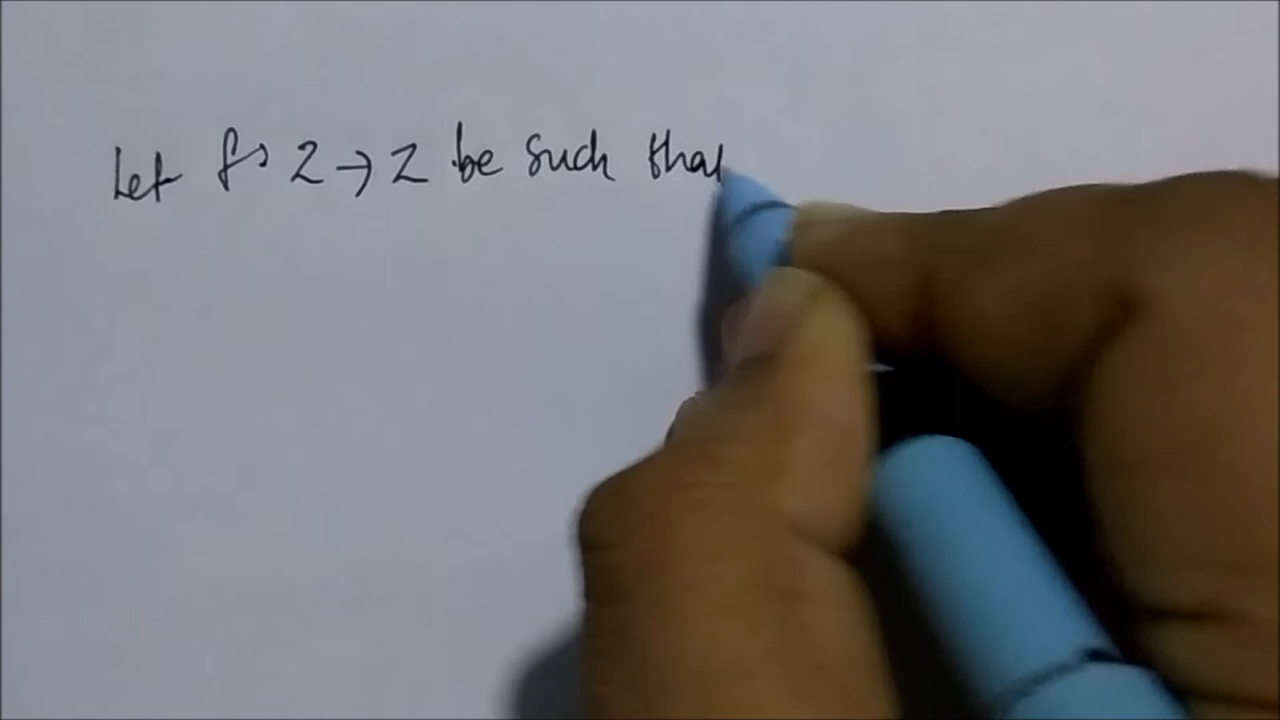 Let f: Z → Z be such that